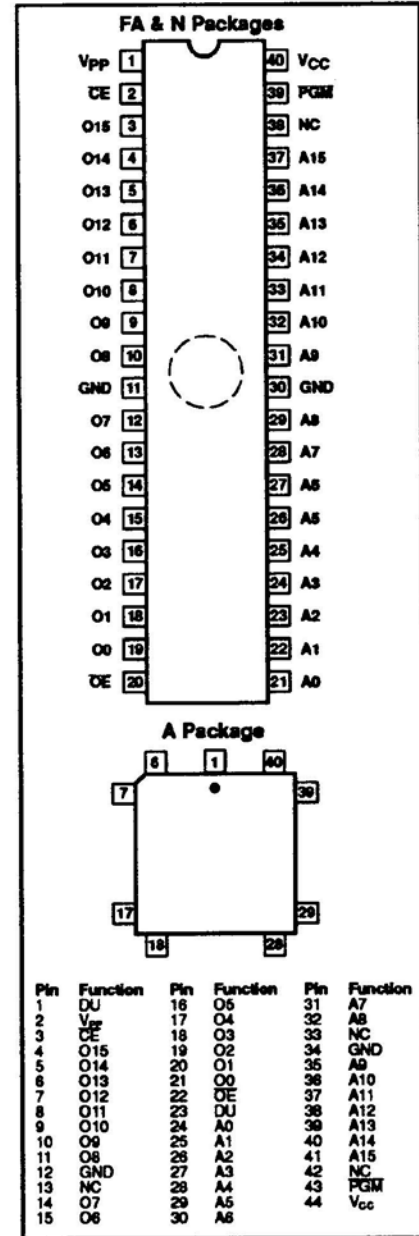 FA & N Packages
VPP 1 40 VCC
C̅E̅ 2 39 P̅G̅M̅
O15 3 38 NC
O14 4 37 A15
O13 5 36 A14
O12 6 35 A13
O11 7 34 A12
O10 8 33 A11
O9 9 32 A10
O8 10 31 A9
GND 11 30 GND
O7 12 29 A8
O6 13 28 A7
O5 14 27 A6
O4 15 26 A5
O3 16 25 A4
O2 17 24 A3
O1 18 23 A2
O0 19 22 A1
O̅E̅ 20 21 A0
A Package
6 1 40
7 39
17 29
18 28
Pin Function Pin Function Pin Function
1 DU 16 O5 31 A7
2 VPP 17 O4 32 A8
3 C̅E̅ 18 O3 33 NC
4 O15 19 O2 34 GND
5 O14 20 O1 35 A9
6 O13 21 O0 36 A10
7 O12 22 O̅E̅ 37 A11
8 O11 23 DU 38 A12
9 O10 24 A0 39 A13
10 O9 25 A1 40 A14
11 O8 26 A2 41 A15
12 GND 27 A3 42 NC
13 NC 28 A4 43 P̅G̅M̅
14 O7 29 A5 44 VCC
15 O6 30 A6